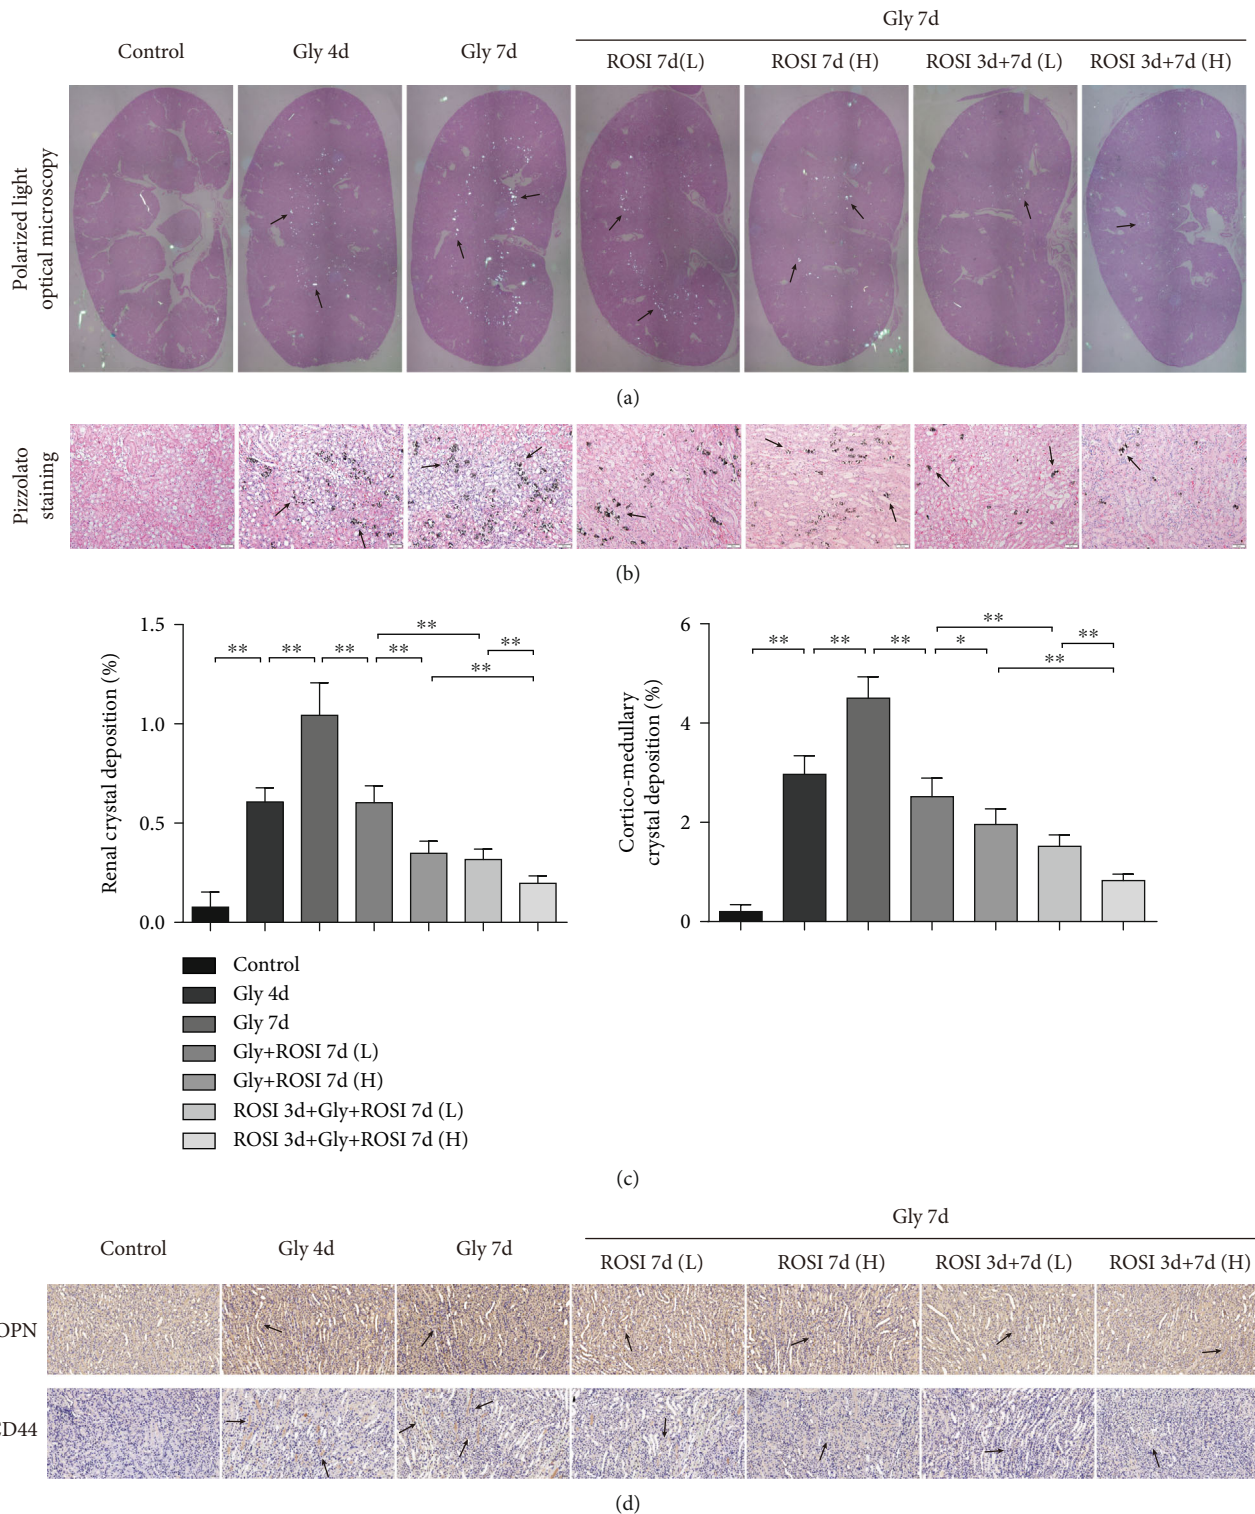 Gly 7d
Control Gly 4d Gly 7d ROSI 7d(L) ROSI 7d (H) ROSI 3d+7d (L) ROSI 3d+7d (H)
Polarized light
optical microscopy
(a)
Pizzolato
staining
(b)
Renal crystal deposition (%)
1.5
1.0
0.5
0.0
** ** ** ** ** ** **
Cortico-medullary
crystal deposition (%)
6
4
2
0
** ** ** * ** ** **
Control
Gly 4d
Gly 7d
Gly+ROSI 7d (L)
Gly+ROSI 7d (H)
ROSI 3d+Gly+ROSI 7d (L)
ROSI 3d+Gly+ROSI 7d (H)
(c)
Gly 7d
Control Gly 4d Gly 7d ROSI 7d (L) ROSI 7d (H) ROSI 3d+7d (L) ROSI 3d+7d (H)
OPN
CD44
(d)